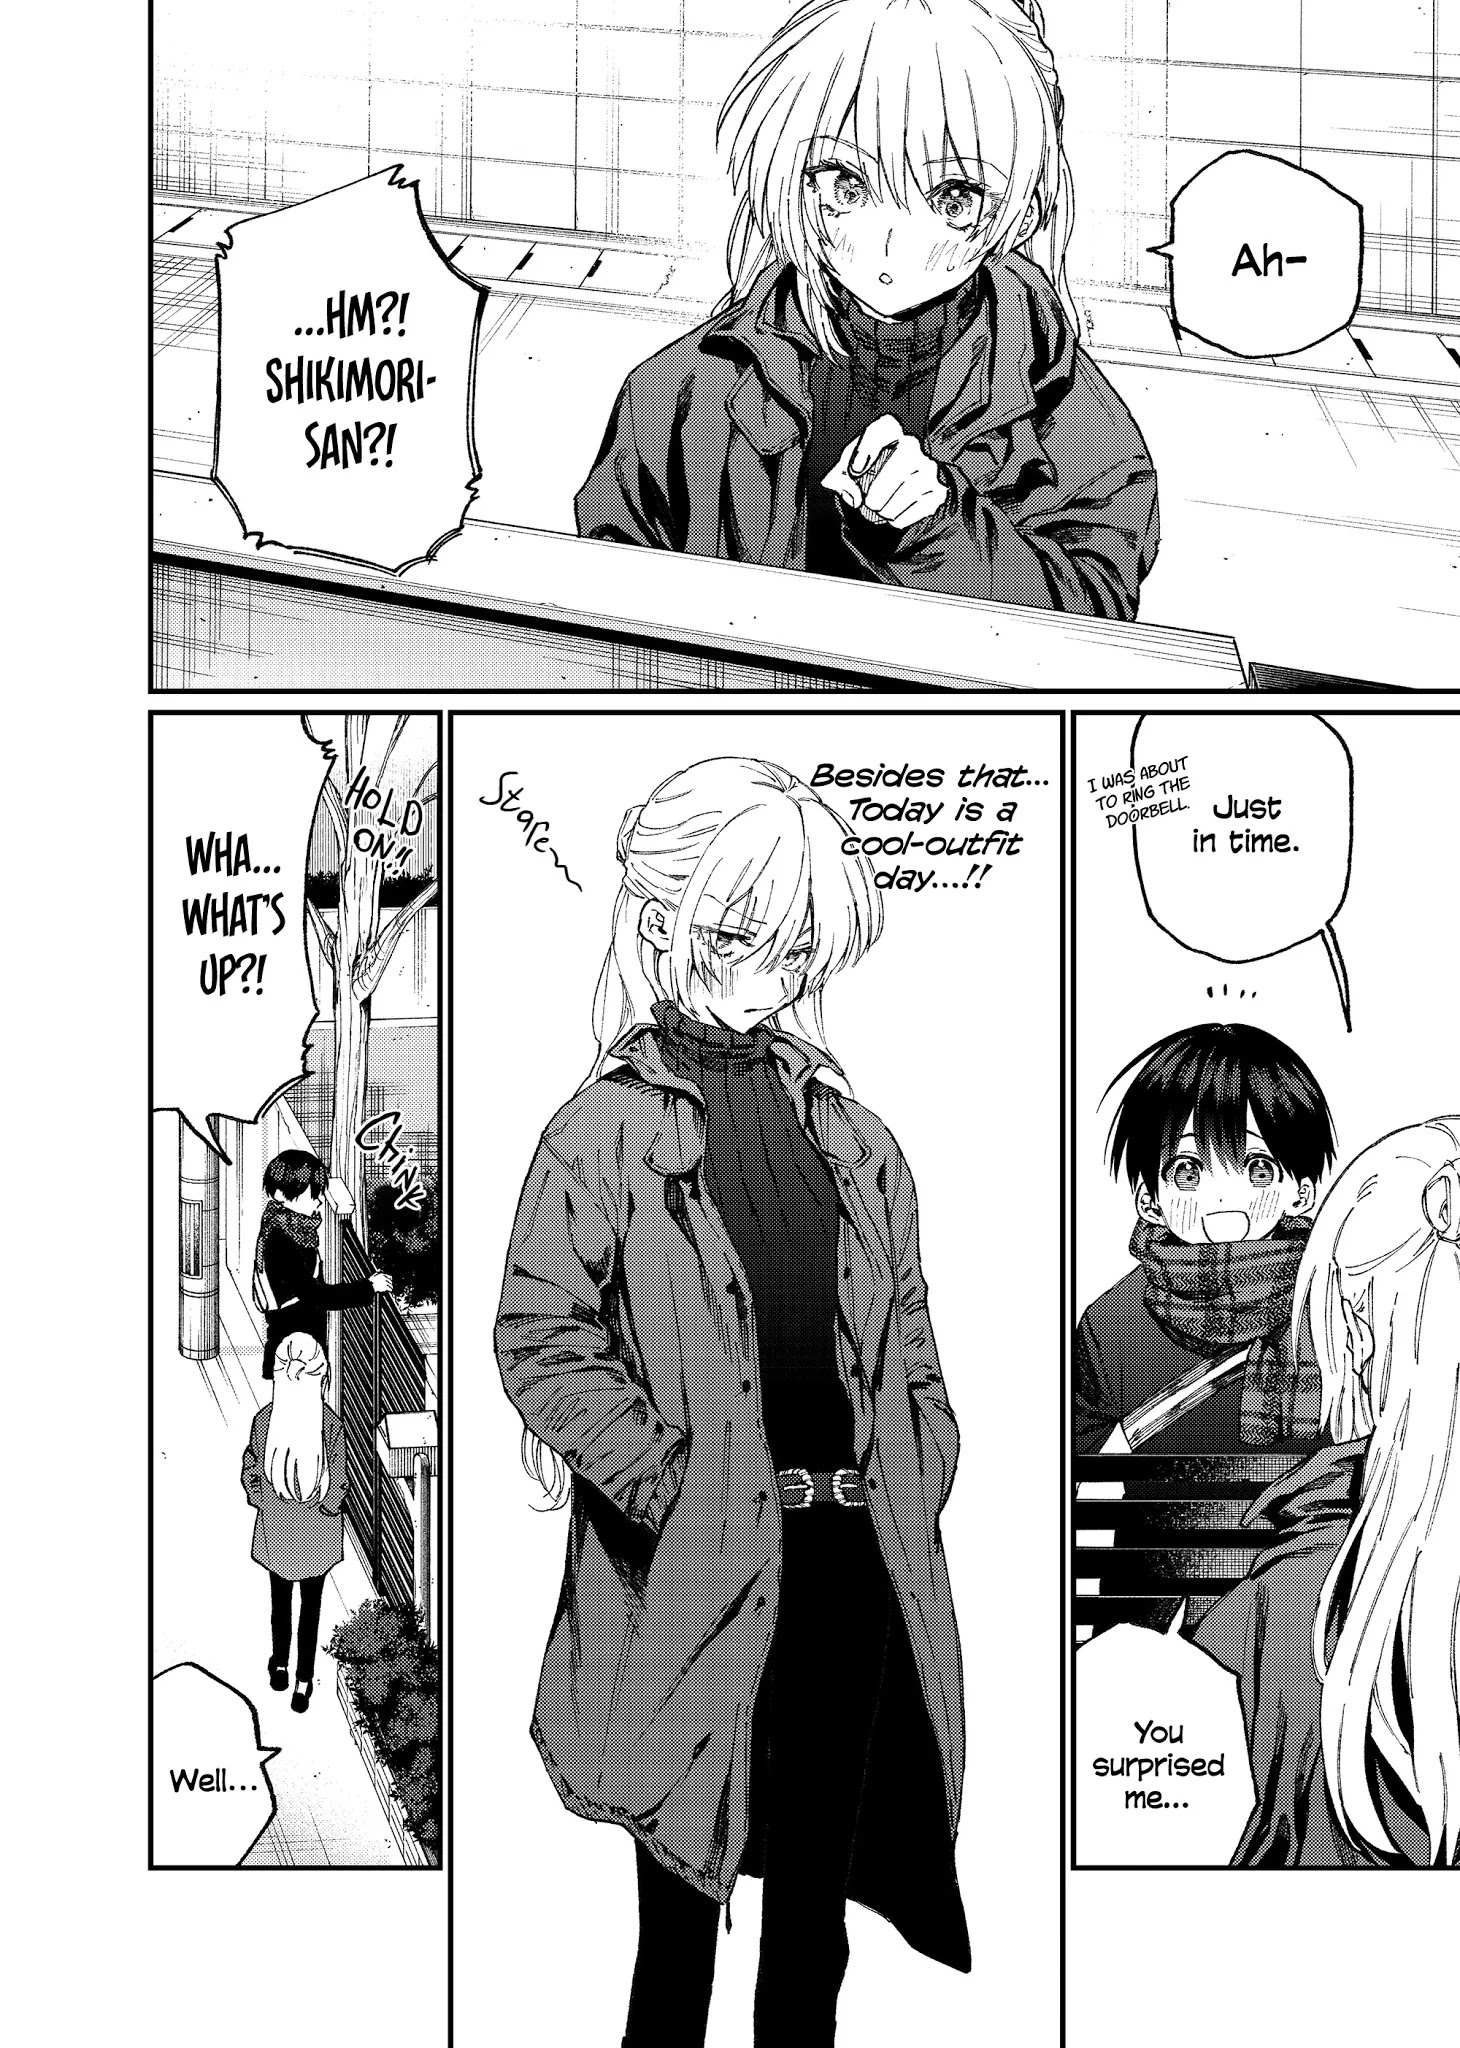 Ah-
...HM?!
SHIKIMORI-
SAN?!
Just
in time.
I WAS ABOUT
TO RING THE
DOORBELL.
You
surprised
me...
Besides that...
Today is a
cool-outfit
day...!!
Stare~
HOLD
ON!!
WHA...
WHAT'S
UP?!
CHINK
Well...